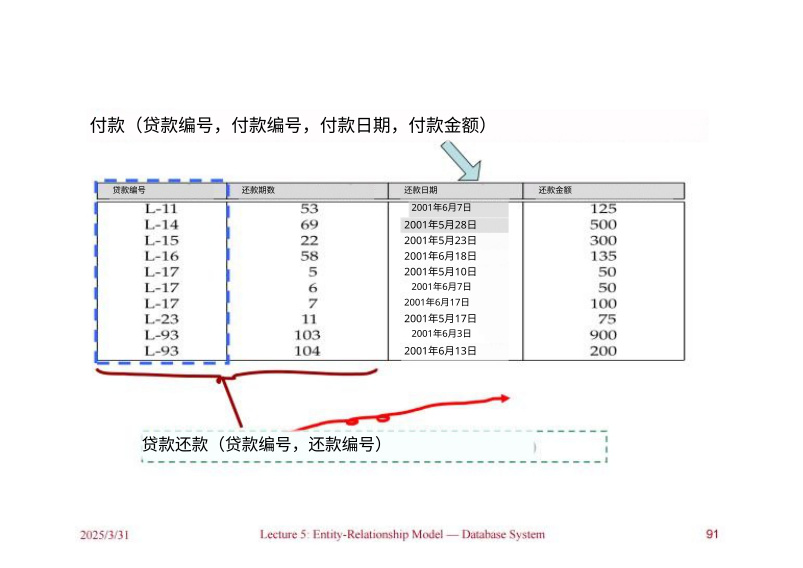 付款（贷款编号，付款编号，付款日期，付款金额）
贷款编号 还款期数 还款日期 还款金额
L-11 53 2001年6月7日 125
L-14 69 2001年5月28日 500
L-15 22 2001年5月23日 300
L-16 58 2001年6月18日 135
L-17 5 2001年5月10日 50
L-17 6 2001年6月7日 50
L-17 7 2001年6月17日 100
L-23 11 2001年5月17日 75
L-93 103 2001年6月3日 900
L-93 104 2001年6月13日 200
贷款还款（贷款编号，还款编号） )
2025/3/31 Lecture 5: Entity-Relationship Model — Database System 91